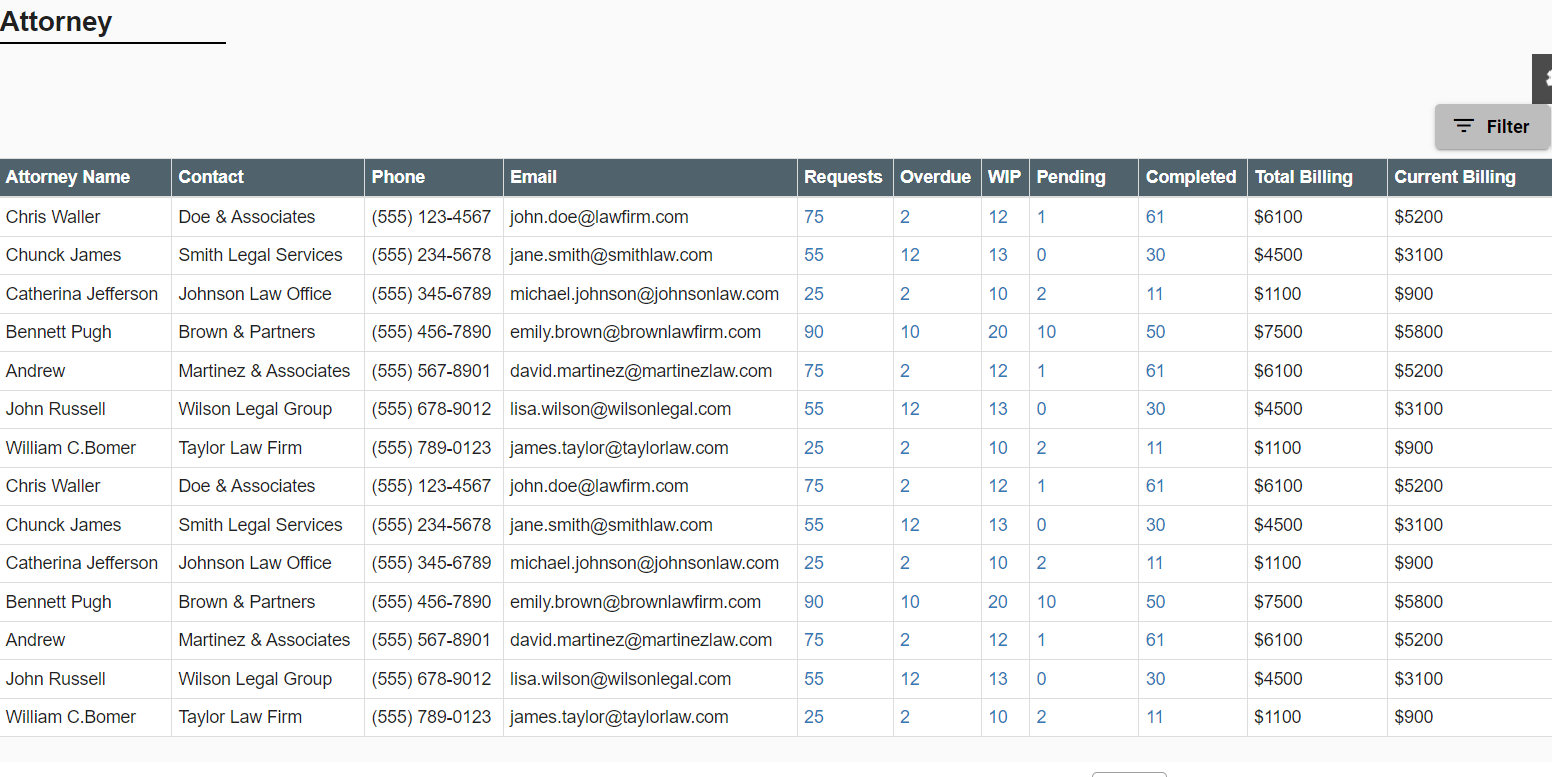 Attorney
Filter
Attorney Name Contact Phone Email Requests Overdue WIP Pending Completed Total Billing Current Billing
Chris Waller Doe & Associates (555) 123-4567 john.doe@lawfirm.com 75 2 12 1 61 $6100 $5200
Chunck James Smith Legal Services (555) 234-5678 jane.smith@smithlaw.com 55 12 13 0 30 $4500 $3100
Catherina Jefferson Johnson Law Office (555) 345-6789 michael.johnson@johnsonlaw.com 25 2 10 2 11 $1100 $900
Bennett Pugh Brown & Partners (555) 456-7890 emily.brown@brownlawfirm.com 90 10 20 10 50 $7500 $5800
Andrew Martinez & Associates (555) 567-8901 david.martinez@martinezlaw.com 75 2 12 1 61 $6100 $5200
John Russell Wilson Legal Group (555) 678-9012 lisa.wilson@wilsonlegal.com 55 12 13 0 30 $4500 $3100
William C.Bomer Taylor Law Firm (555) 789-0123 james.taylor@taylorlaw.com 25 2 10 2 11 $1100 $900
Chris Waller Doe & Associates (555) 123-4567 john.doe@lawfirm.com 75 2 12 1 61 $6100 $5200
Chunck James Smith Legal Services (555) 234-5678 jane.smith@smithlaw.com 55 12 13 0 30 $4500 $3100
Catherina Jefferson Johnson Law Office (555) 345-6789 michael.johnson@johnsonlaw.com 25 2 10 2 11 $1100 $900
Bennett Pugh Brown & Partners (555) 456-7890 emily.brown@brownlawfirm.com 90 10 20 10 50 $7500 $5800
Andrew Martinez & Associates (555) 567-8901 david.martinez@martinezlaw.com 75 2 12 1 61 $6100 $5200
John Russell Wilson Legal Group (555) 678-9012 lisa.wilson@wilsonlegal.com 55 12 13 0 30 $4500 $3100
William C.Bomer Taylor Law Firm (555) 789-0123 james.taylor@taylorlaw.com 25 2 10 2 11 $1100 $900